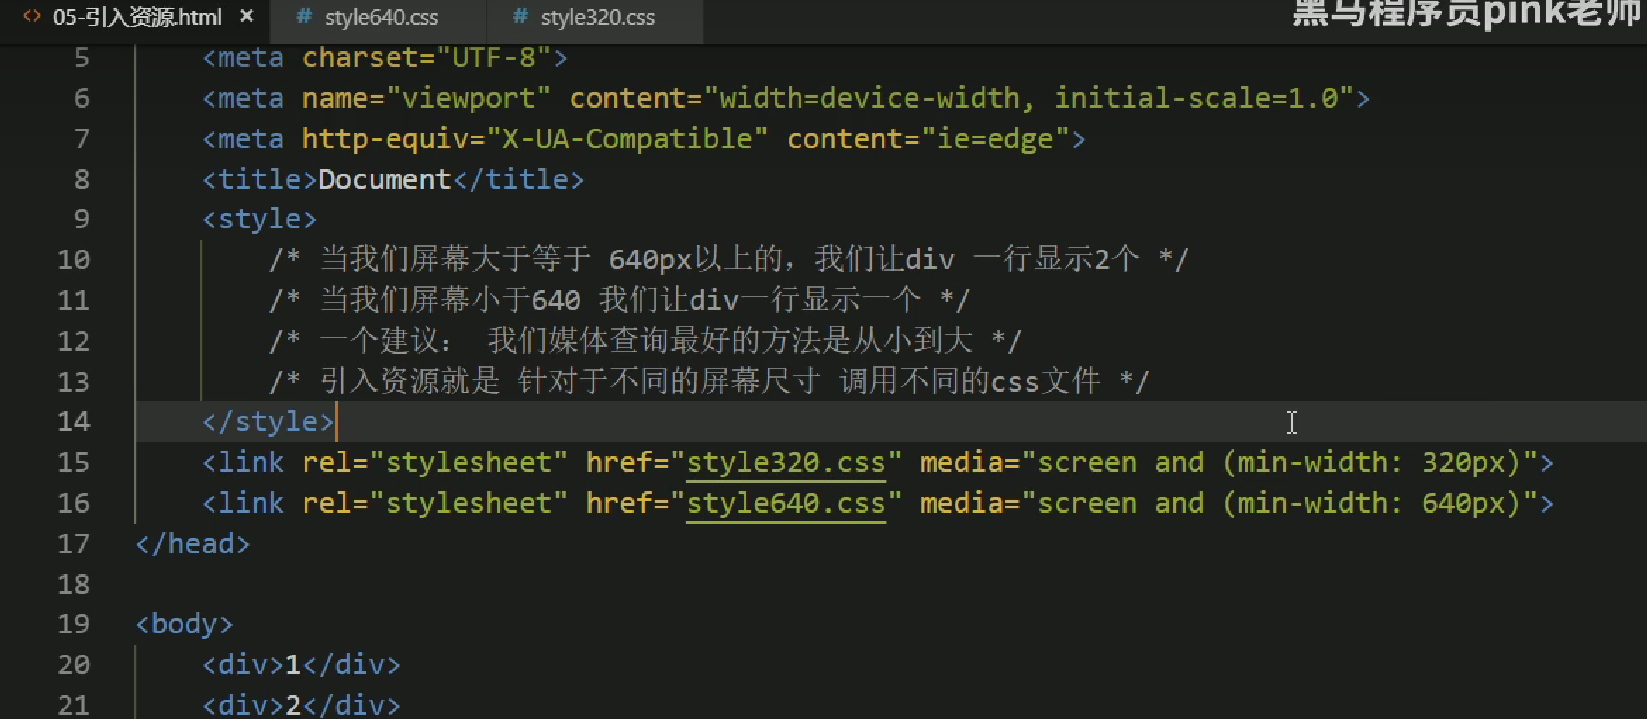 05-引入资源.html × # style640.css # style320.css 黑马程序员pink老师
5 <meta charset="UTF-8">
6 <meta name="viewport" content="width=device-width, initial-scale=1.0">
7 <meta http-equiv="X-UA-Compatible" content="ie=edge">
8 <title>Document</title>
9 <style>
10 /* 当我们屏幕大于等于 640px以上的，我们让div 一行显示2个 */
11 /* 当我们屏幕小于640 我们让div一行显示一个 */
12 /* 一个建议： 我们媒体查询最好的方法是从小到大 */
13 /* 引入资源就是 针对于不同的屏幕尺寸 调用不同的css文件 */
14 </style>
15 <link rel="stylesheet" href="style320.css" media="screen and (min-width: 320px)">
16 <link rel="stylesheet" href="style640.css" media="screen and (min-width: 640px)">
17 </head>
18
19 <body>
20 <div>1</div>
21 <div>2</div>